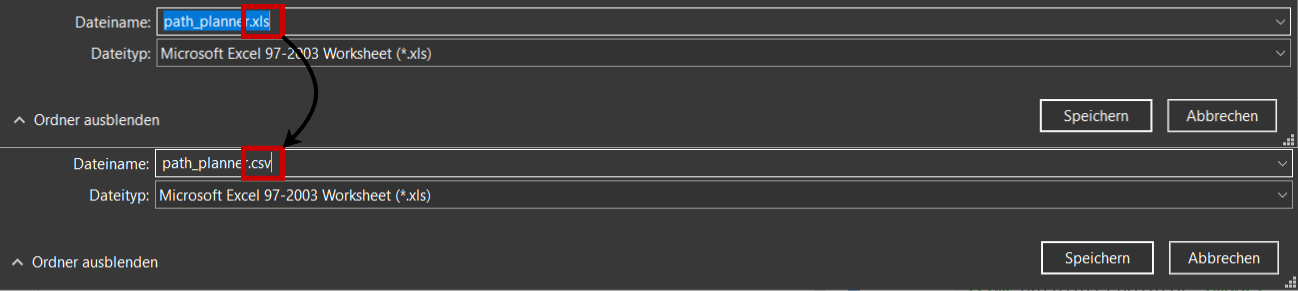 Dateiname: path_planner.xls
Dateityp: Microsoft Excel 97-2003 Worksheet (*.xls)
Ordner ausblenden Speichern Abbrechen
Dateiname: path_planner.csv
Dateityp: Microsoft Excel 97-2003 Worksheet (*.xls)
Ordner ausblenden Speichern Abbrechen